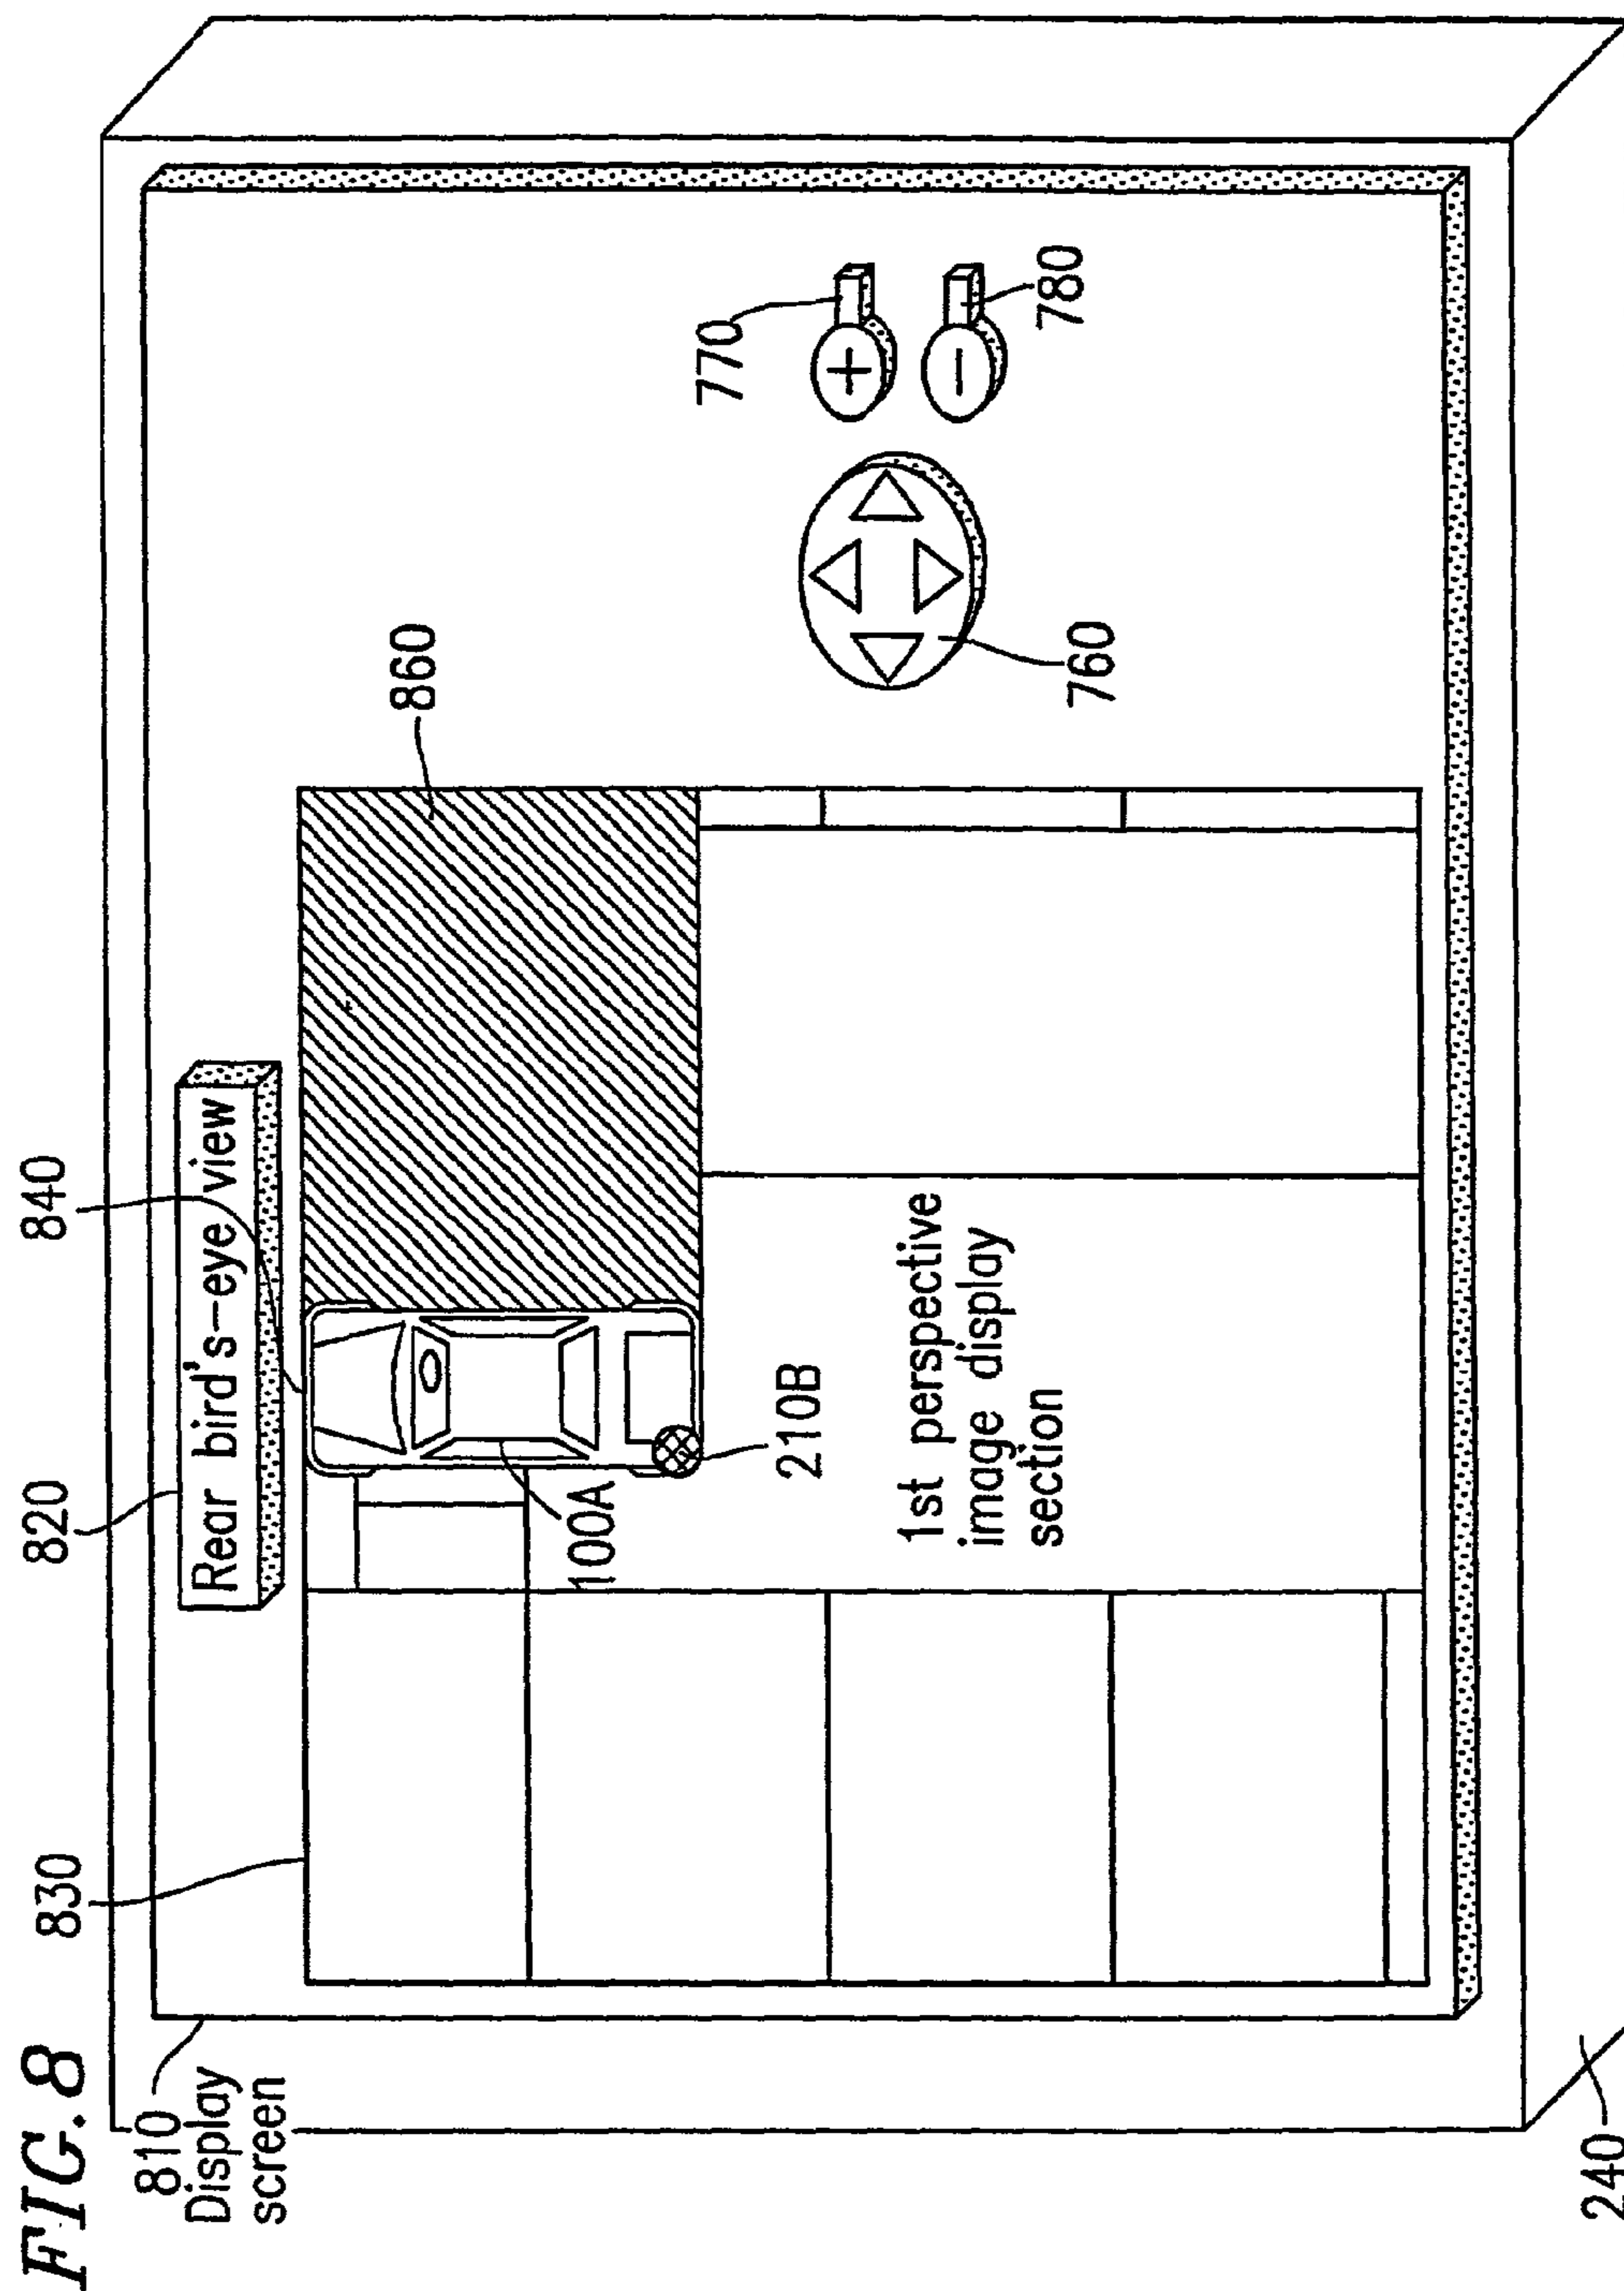 FIG. 8
810
Display
screen
820
840
830
Rear bird's-eye view
860
770
780
760
100A
210B
1st perspective
image display
section
240